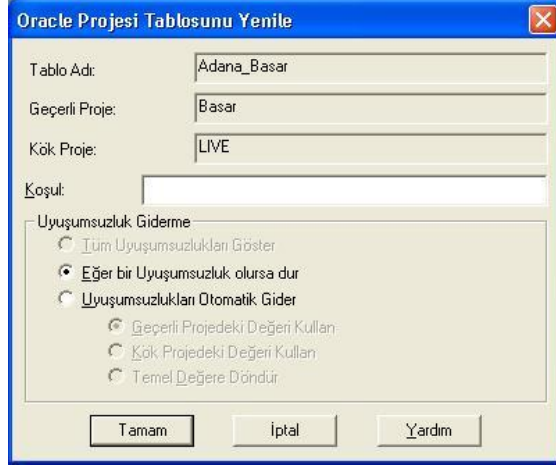 Oracle Projesi Tablosunu Yenile
Tablo Adı: Adana_Basar
Geçerli Proje: Basar
Kök Proje: LIVE
Koşul:
Uyuşumsuzluk Giderme
Tüm Uyuşumsuzlukları Göster
Eğer bir Uyuşumsuzluk olursa dur
Uyuşumsuzlukları Otomatik Gider
Geçerli Projedeki Değeri Kullan
Kök Projedeki Değeri Kullan
Temel Değere Döndür
Tamam İptal Yardım